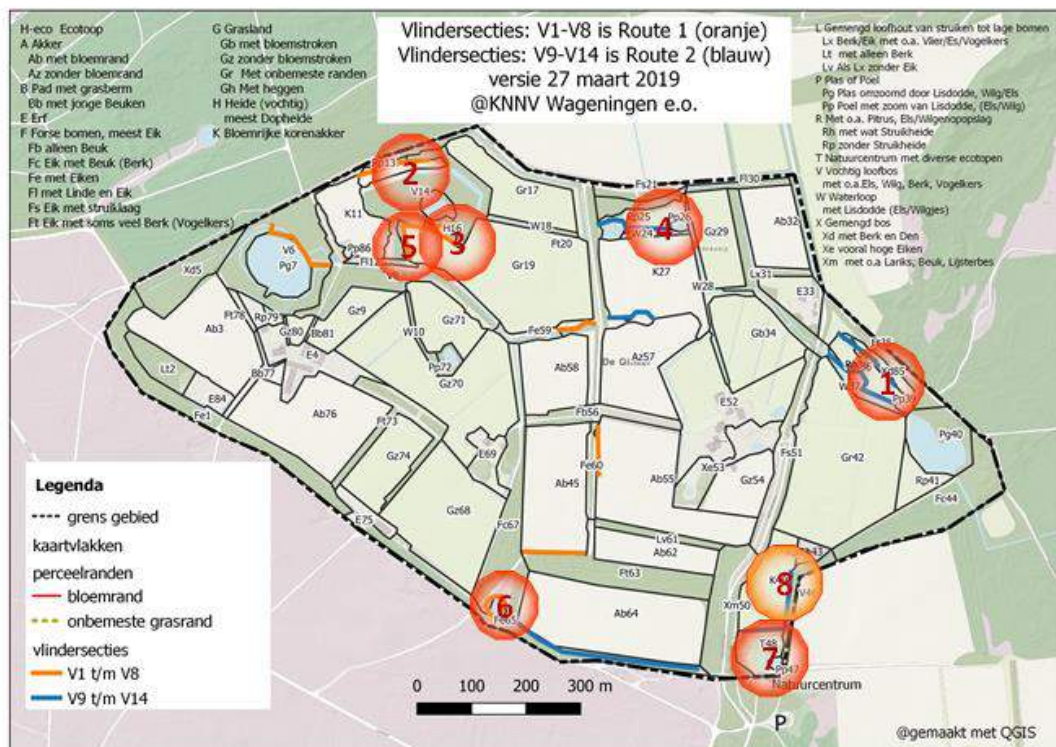 Vlindersecties: V1-V8 is Route 1 (oranje)
Vlindersecties: V9-V14 is Route 2 (blauw)
versie 27 maart 2019
@KNNV Wageningen e.o.
H-eco Ecotoop
A Akker
Ab met bloemrand
Az zonder bloemrand
B Pad met grasberm
Bb met jonge Beuken
E Erf
F Forse bomen, meest Eik
Fb alleen Beuk
Fc Eik met Beuk (Berk)
Fe met Eiken
Fl met Linde en Eik
Fs Eik met struiklaag
Ft Eik met soms veel Berk (Vogelkers)
G Grasland
Gb met bloemstroken
Gz zonder bloemstroken
Gr Met onbemeste randen
Gh Met heggen
H Heide (vochtig)
meest Dopheide
K Bloemrijke korenakker
L Gemengd loofhout van struiken tot lage bomen
Lx Berk/Eik met o.a. Vlier/Es/Vogelkers
Lt met alleen Berk
Lv Als Lx zonder Eik
P Plas of Poel
Pg Plas omzoomd door Lisdodde, Wilg/Els
Pp Poel met zoom van Lisdodde, (Els/Wilg)
R Met o.a. Pitrus, Els/Wilgenopopslag
Rh met wat Struikheide
Rp zonder Struikheide
T Natuurcentrum met diverse ecotopen
V Vochtig loofbos
met o.a.Els, Wilg, Berk, Vogelkers
W Waterloop
met Lisdodde (Els/Wilgjes)
X Gemengd bos
Xd met Berk en Den
Xe vooral hoge Eiken
Xm met o.a Lariks, Beuk, Lijsterbes
2
V14
Gr17
Fs21
Fl30
K11
H16
W18
Ft20
Pp26
W24
Gz29
Ab32
5
3
4
Pp86
V6
Pg7
Xd5
Gr19
K27
Lx31
W28
E33
Ft78
Rp79
Gz9
Gz71
Gz80
Bb81
W10
Fe59
Gb34
Ab3
E4
Pp72
Gz70
Ab58
De Ginkel
Az57
1
Xd85
W37
Pp39
Lt2
Bb77
E84
Fe1
Ab76
Ft73
Fb56
E52
Pg40
Gz74
E69
Fe60
Ab45
Ab55
Xe53
Gz54
Fs51
Gr42
Rp41
Fc44
E75
Gz68
Fc67
Lv61
Ab62
Ft63
8
6
Fe65
Ab64
Xm50
T48
7
Pp47
Natuurcentrum
P
Legenda
grens gebied
kaartvlakken
perceelranden
bloemrand
onbemeste grasrand
vlindersecties
V1 t/m V8
V9 t/m V14
0 100 200 300 m
@gemaakt met QGIS